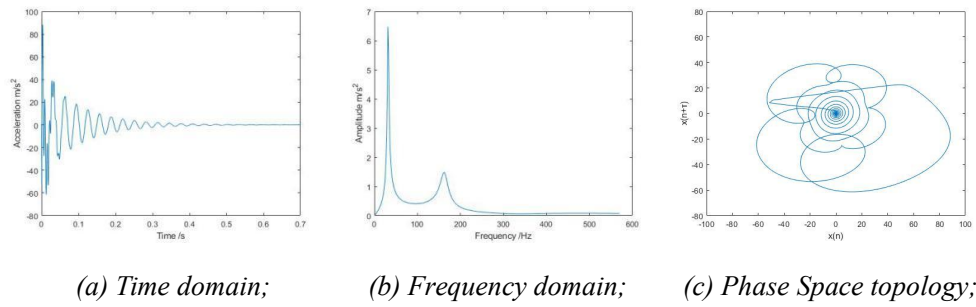 100
80
60
40
20
0
-20
-40
-60
-80
0 0.1 0.2 0.3 0.4 0.5 0.6 0.7
Time /s
Acceleration m/s²
7
6
5
4
3
2
1
0
0 100 200 300 400 500 600
Frequency /Hz
Amplitude m/s²
80
60
40
20
0
-20
-40
-60
-80
-100 -80 -60 -40 -20 0 20 40 60 80 100
x(n)
x(n+τ)
(a) Time domain; (b) Frequency domain; (c) Phase Space topology;